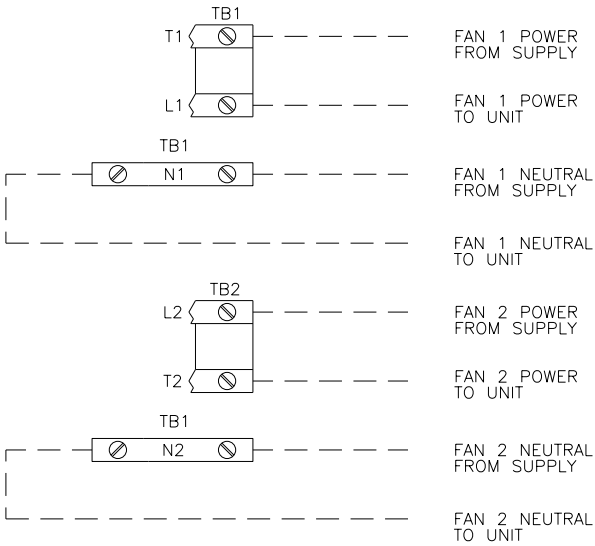 TB1
T1
FAN 1 POWER
FROM SUPPLY
L1
FAN 1 POWER
TO UNIT
TB1
N1
FAN 1 NEUTRAL
FROM SUPPLY
FAN 1 NEUTRAL
TO UNIT
TB2
L2
FAN 2 POWER
FROM SUPPLY
T2
FAN 2 POWER
TO UNIT
TB1
N2
FAN 2 NEUTRAL
FROM SUPPLY
FAN 2 NEUTRAL
TO UNIT